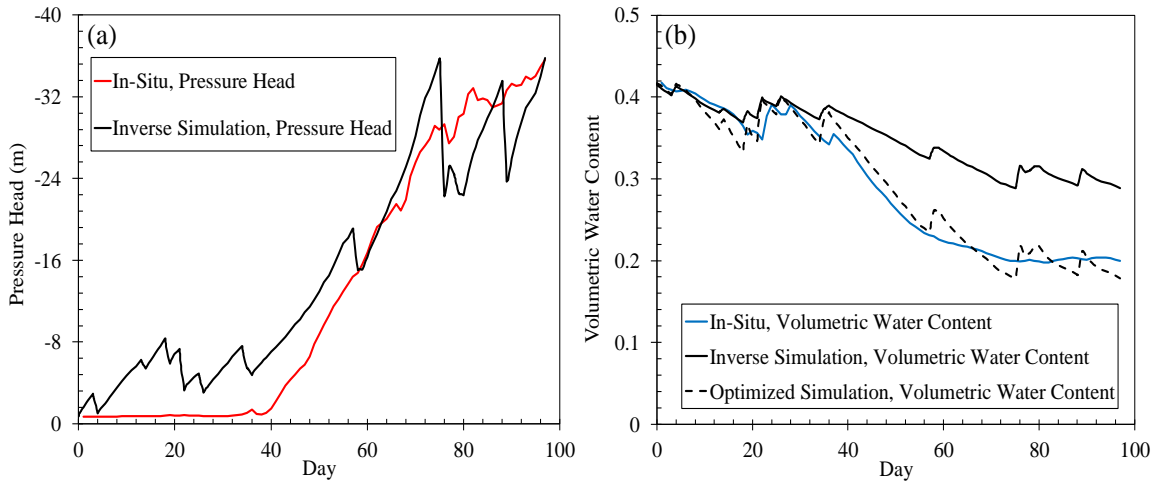 (a)
In-Situ, Pressure Head
Inverse Simulation, Pressure Head
Pressure Head (m)
-40
-32
-24
-16
-8
0
0 20 40 60 80 100
Day
(b)
In-Situ, Volumetric Water Content
Inverse Simulation, Volumetric Water Content
Optimized Simulation, Volumetric Water Content
Volumetric Water Content
0.5
0.4
0.3
0.2
0.1
0
0 20 40 60 80 100
Day